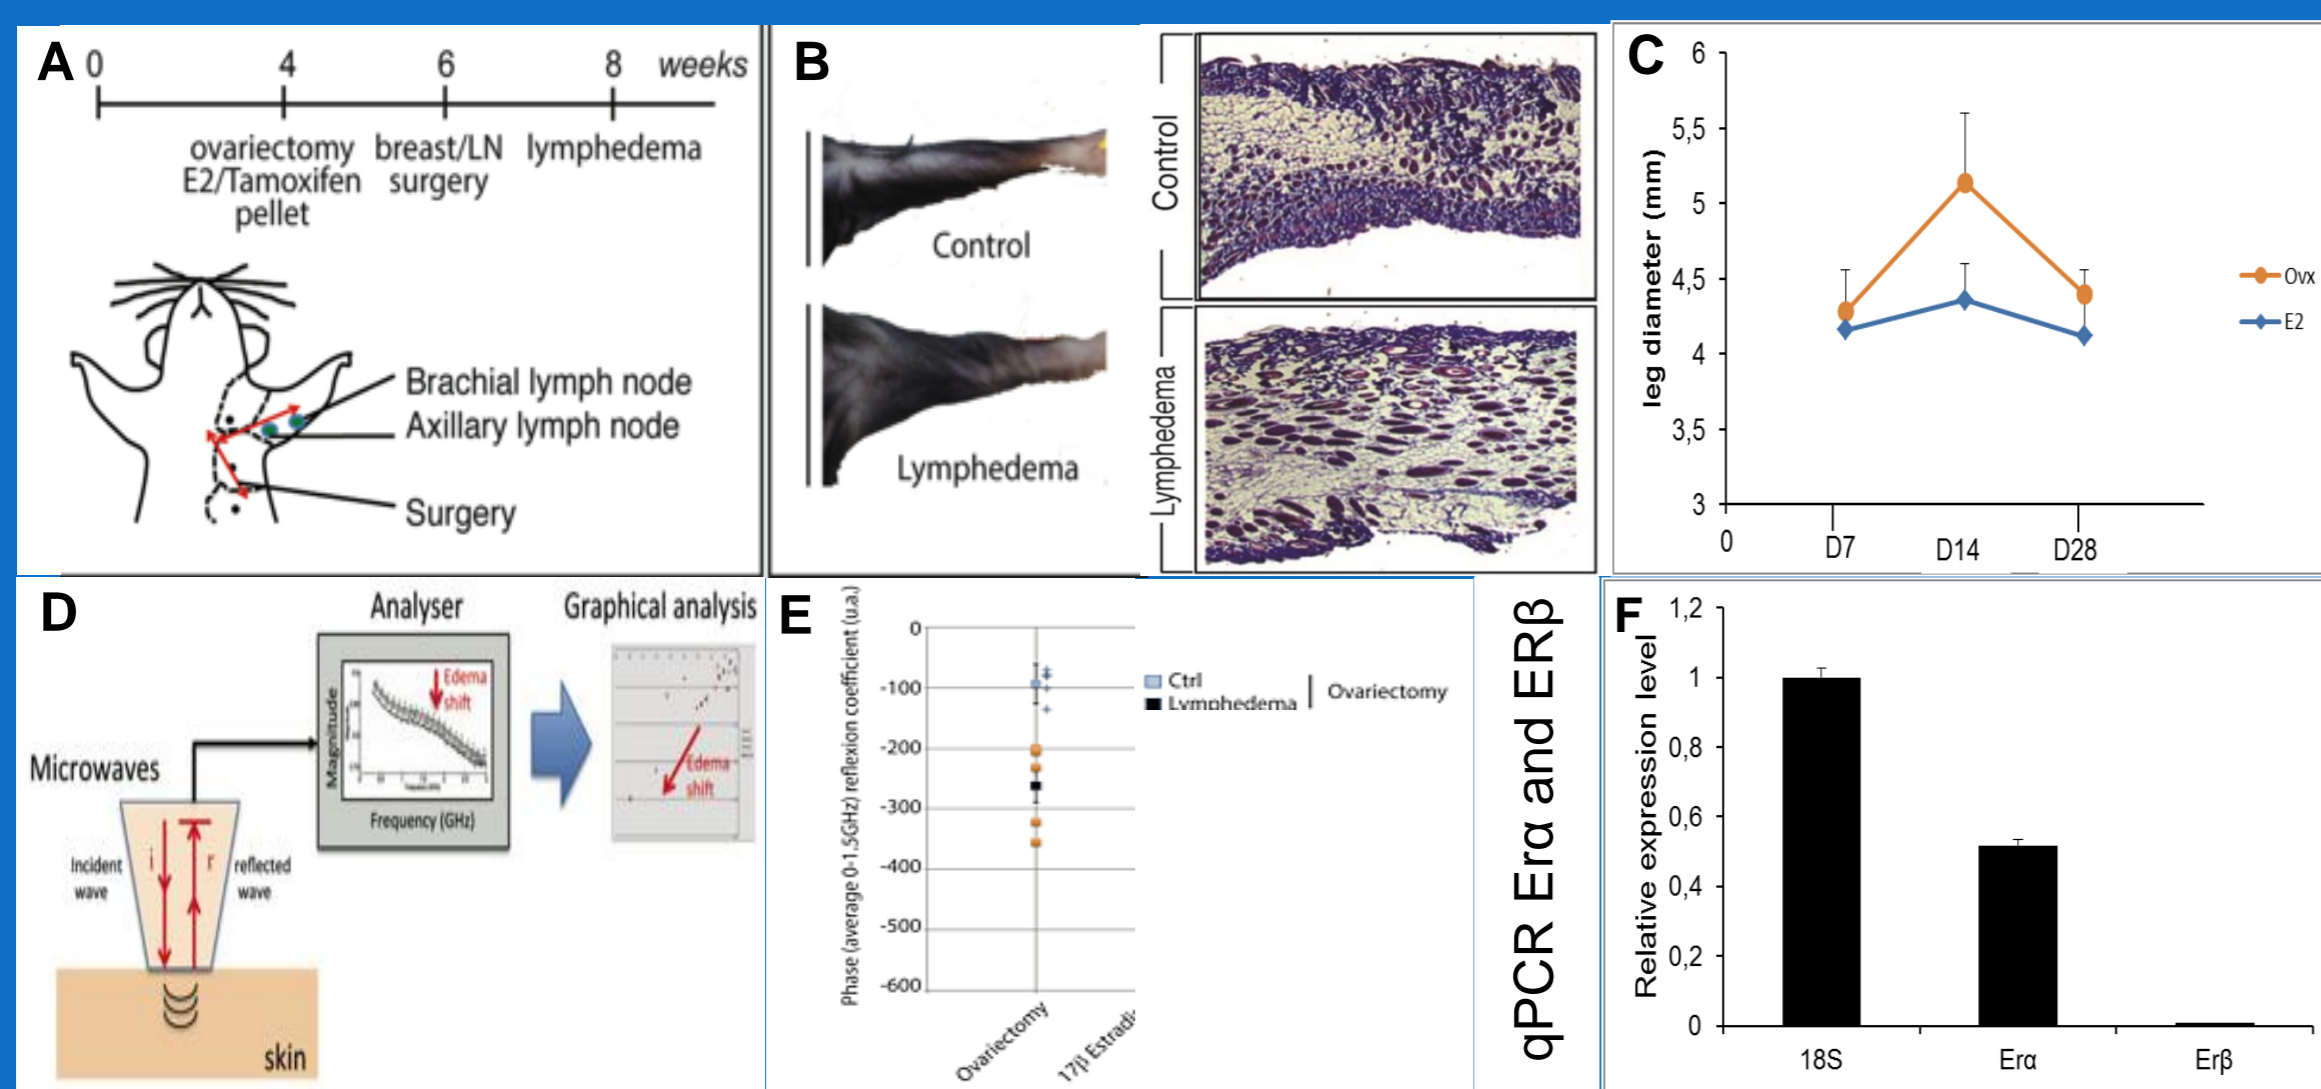 A
0 4 6 8 weeks
ovariectomy breast/LN lymphedema
E2/Tamoxifen surgery
pellet
Brachial lymph node
Axillary lymph node
Surgery
B
Control
Lymphedema
Control
Lymphedema
C
6
5,5
5
4,5
4
3,5
3
leg diameter (mm)
0 D7 D14 D28
Ovx
E2
D
Analyser
Graphical analysis
Edema
shift
Magnitude
Frequency (GHz)
Edema
shift
Microwaves
Incident
wave
i
r
reflected
wave
skin
E
Phase (average 0-1.5GHz) reflexion coefficient (u.a.)
0
-100
-200
-300
-400
-500
-600
Ctrl
Lymphedema
Ovariectomy
Ovariectomy
17β Estradi
qPCR Erα and ERβ
F
Relative expression level
1,2
1
0,8
0,6
0,4
0,2
0
18S Erα Erβ